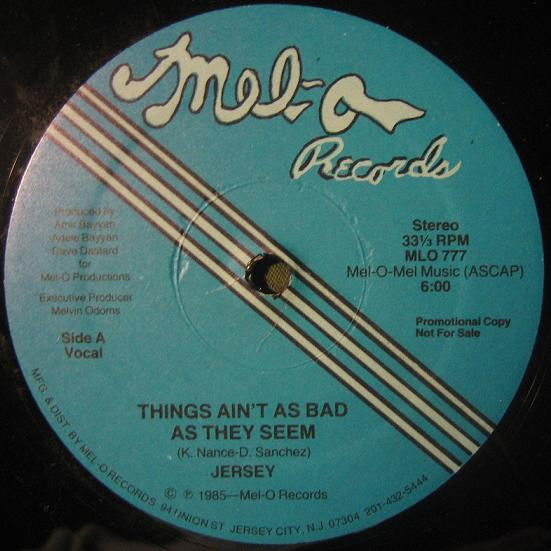 Mel-O
Records
Produced by
Amir Bayyan
Adele Bayyan
Dave Dastard
for
Mel-O Productions
Executive Producer
Melvin Odoms
Side A
Vocal
Stereo
33⅓ RPM
MLO 777
Mel-O-Mel Music (ASCAP)
6:00
Promotional Copy
Not For Sale
THINGS AIN'T AS BAD
AS THEY SEEM
(K. Nance-D. Sanchez)
JERSEY
© ℗ 1985—Mel-O Records
MFG. & DIST. BY MEL-O RECORDS 941 UNION ST JERSEY CITY, N.J. 07304 201-432-5444